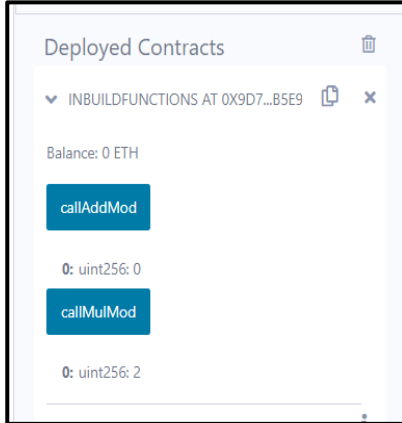 Deployed Contracts
INBUILDFUNCTIONS AT 0X9D7...B5E9
Balance: 0 ETH
callAddMod
0: uint256: 0
callMulMod
0: uint256: 2